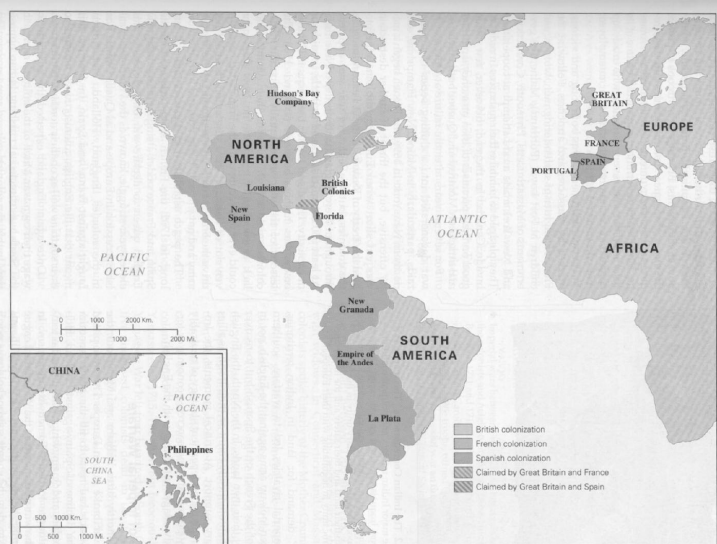 Hudson's Bay
Company
GREAT
BRITAIN
EUROPE
FRANCE
SPAIN
PORTUGAL
NORTH
AMERICA
Louisiana
British
Colonies
New
Spain
Florida
ATLANTIC
OCEAN
PACIFIC
OCEAN
AFRICA
0 1000 2000 Km.
0 1000 2000 Mi.
New
Granada
SOUTH
AMERICA
Empire of
the Andes
La Plata
CHINA
PACIFIC
OCEAN
Philippines
SOUTH
CHINA
SEA
0 500 1000 Km.
0 500 1000 Mi.
British colonization
French colonization
Spanish colonization
Claimed by Great Britain and France
Claimed by Great Britain and Spain